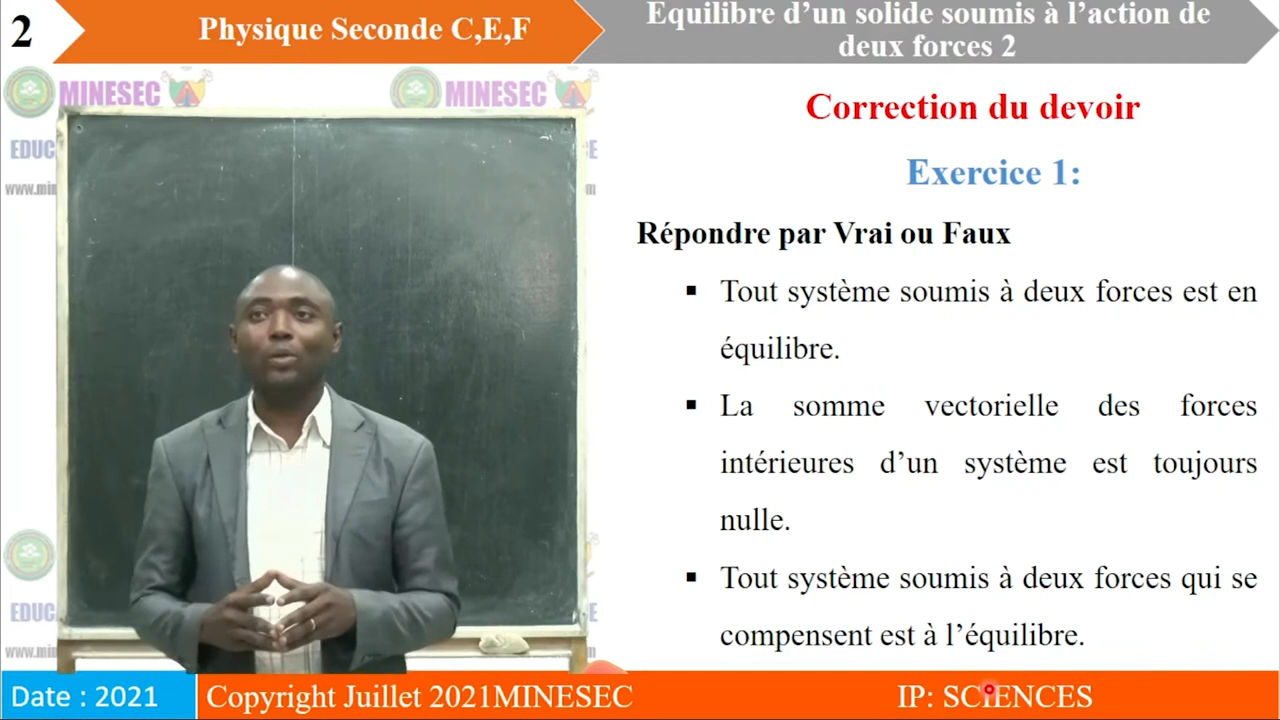 2
Physique Seconde C,E,F
Equilibre d’un solide soumis à l’action de
deux forces 2
MINESEC
MINESEC
Correction du devoir
Exercice 1:
Répondre par Vrai ou Faux
▪ Tout système soumis à deux forces est en
équilibre.
▪ La somme vectorielle des forces
intérieures d’un système est toujours
nulle.
▪ Tout système soumis à deux forces qui se
compensent est à l’équilibre.
Date : 2021
Copyright Juillet 2021MINESEC
IP: SCIENCES